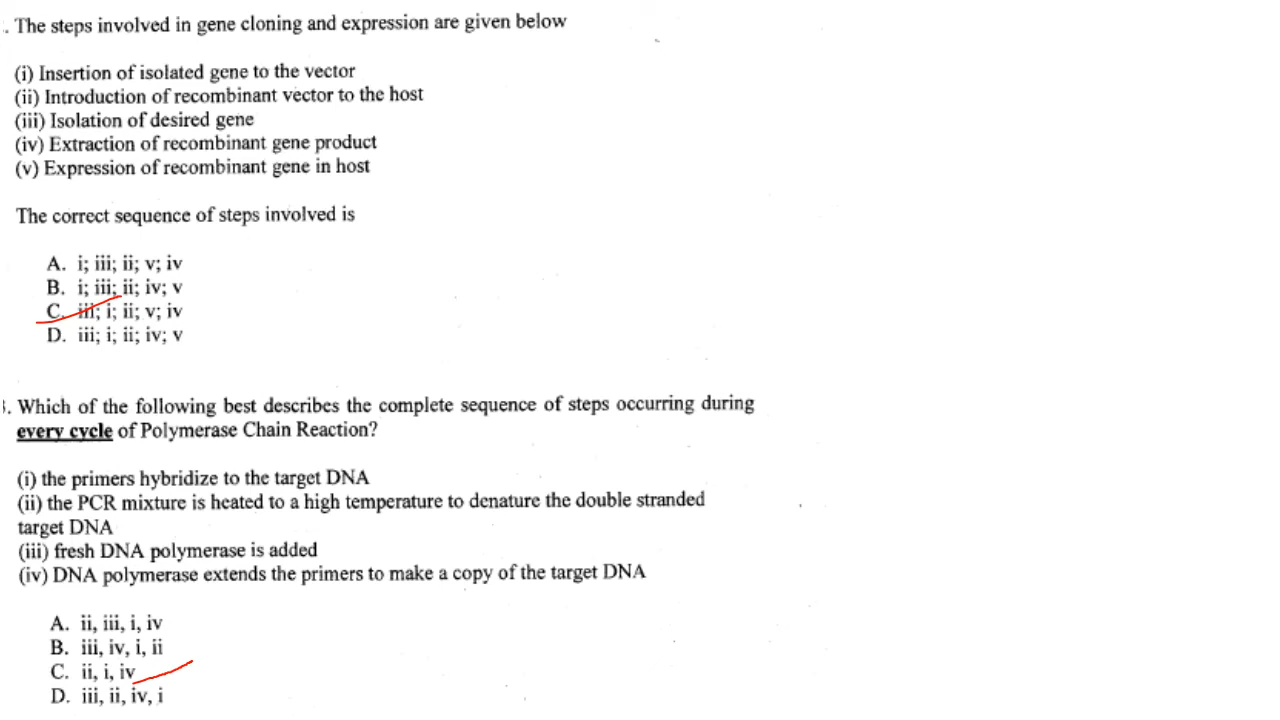 . The steps involved in gene cloning and expression are given below
(i) Insertion of isolated gene to the vector
(ii) Introduction of recombinant vector to the host
(iii) Isolation of desired gene
(iv) Extraction of recombinant gene product
(v) Expression of recombinant gene in host
The correct sequence of steps involved is
A. i; iii; ii; v; iv
B. i; iii; ii; iv; v
C. iii; i; ii; v; iv
D. iii; i; ii; iv; v
. Which of the following best describes the complete sequence of steps occurring during
every cycle of Polymerase Chain Reaction?
(i) the primers hybridize to the target DNA
(ii) the PCR mixture is heated to a high temperature to denature the double stranded
target DNA
(iii) fresh DNA polymerase is added
(iv) DNA polymerase extends the primers to make a copy of the target DNA
A. ii, iii, i, iv
B. iii, iv, i, ii
C. ii, i, iv
D. iii, ii, iv, i